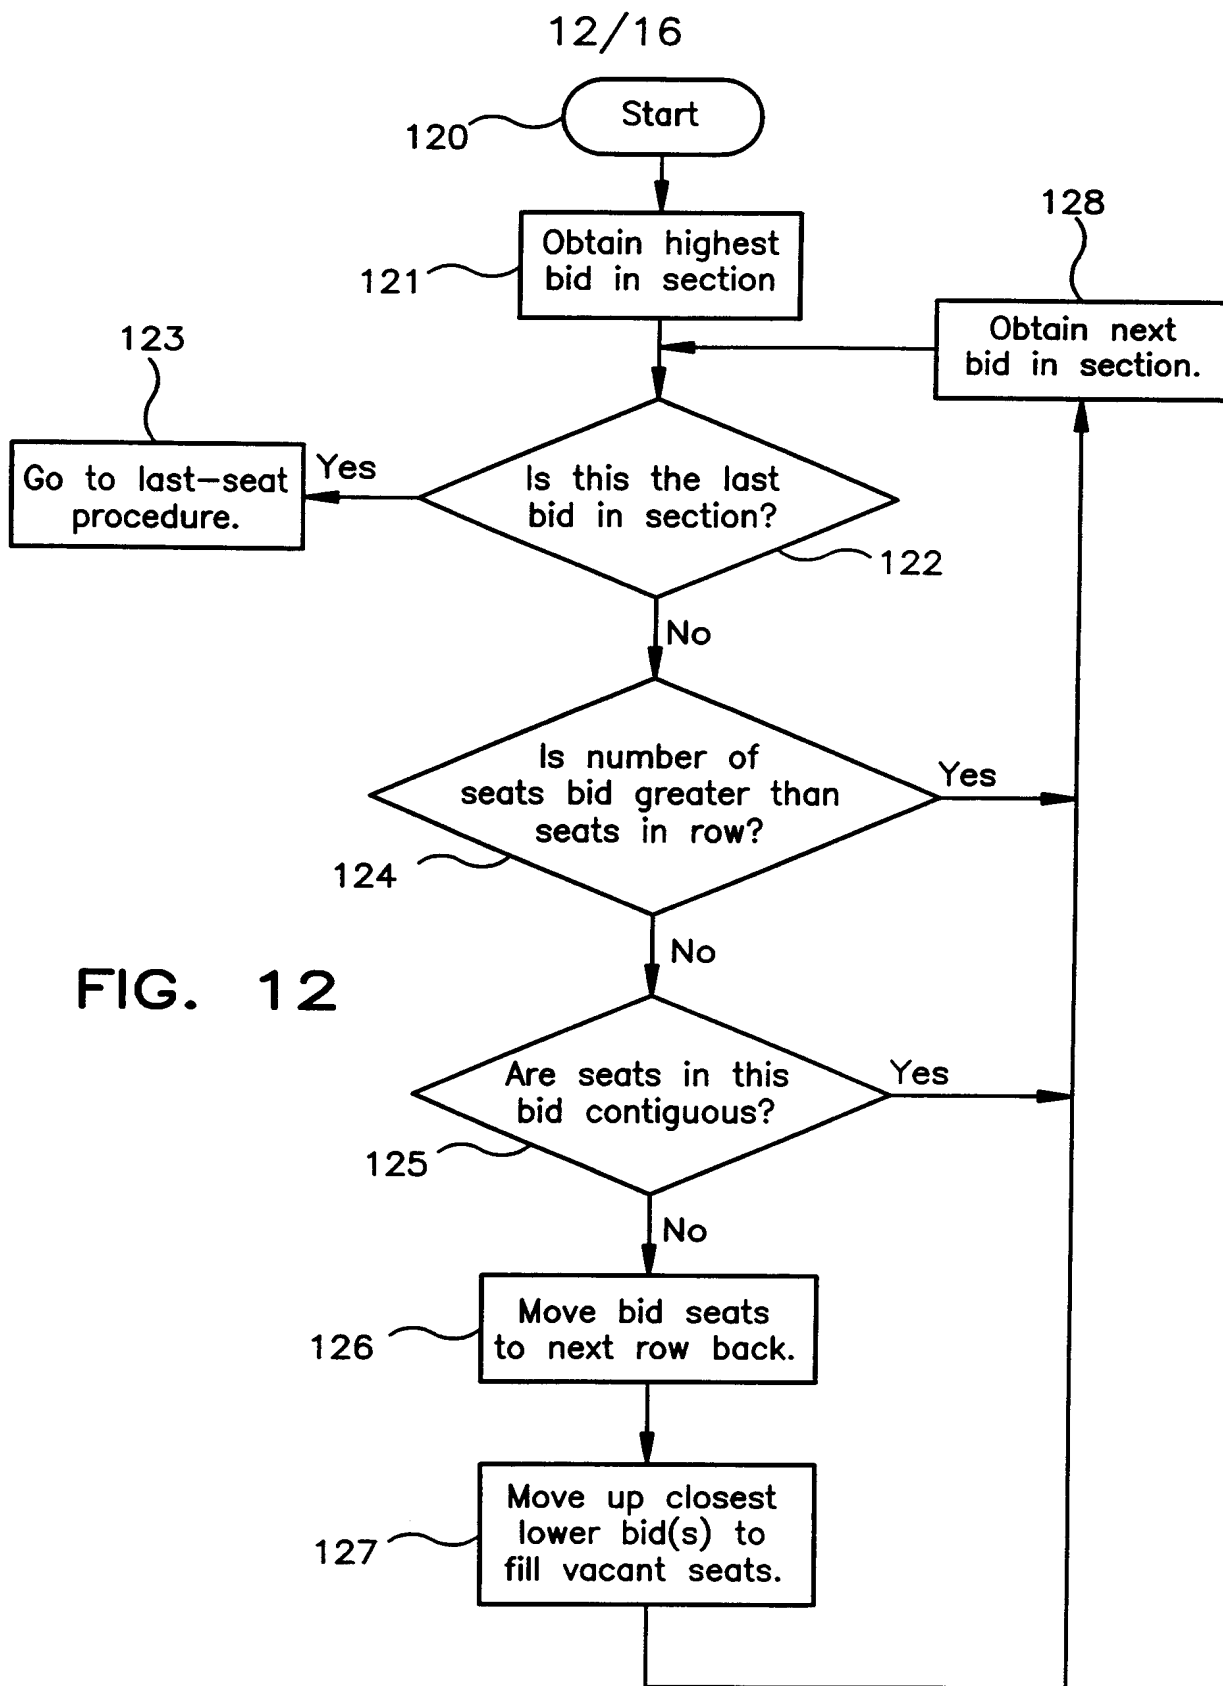 12/16
Start
120
128
Obtain highest
bid in section
121
Obtain next
bid in section.
123
Go to last-seat
procedure.
Yes
Is this the last
bid in section?
122
No
Is number of
seats bid greater than
seats in row?
Yes
124
No
FIG. 12
Are seats in this
bid contiguous?
Yes
125
No
Move bid seats
to next row back.
126
Move up closest
lower bid(s) to
fill vacant seats.
127